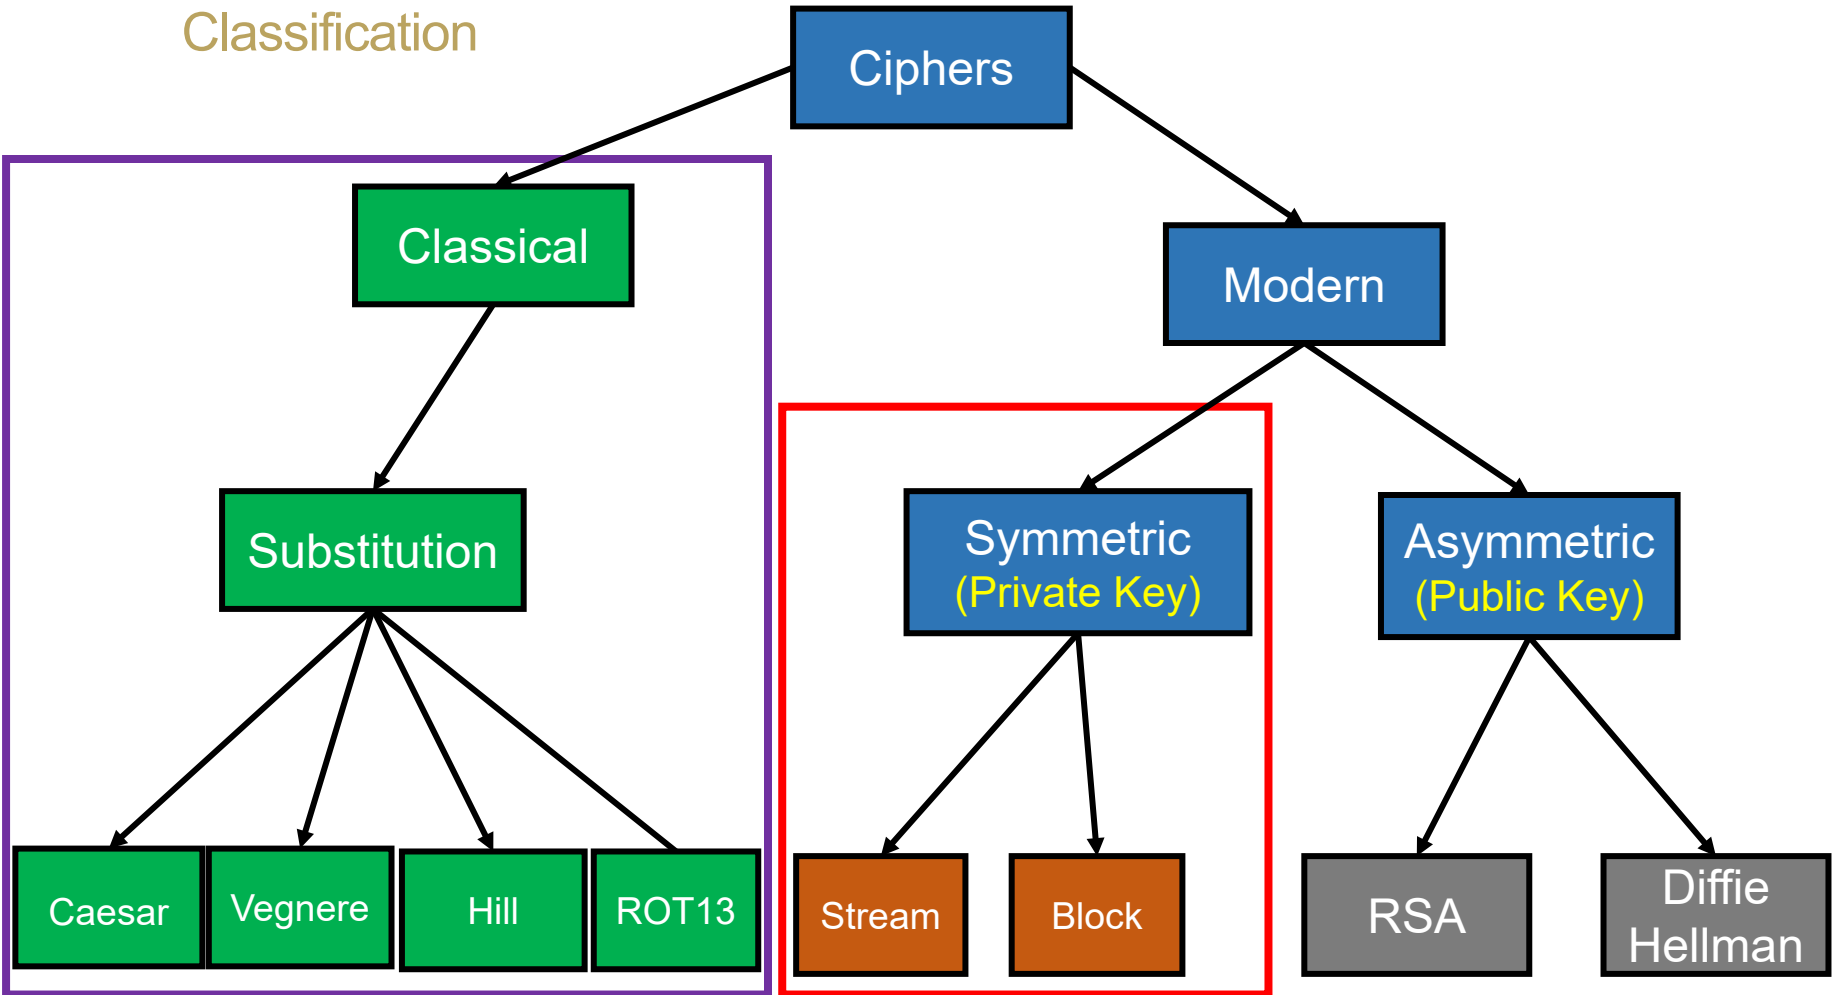 Classification
Ciphers
Classical
Modern
Substitution
Symmetric
(Private Key)
Asymmetric
(Public Key)
Caesar
Vegnere
Hill
ROT13
Stream
Block
RSA
Diffie
Hellman